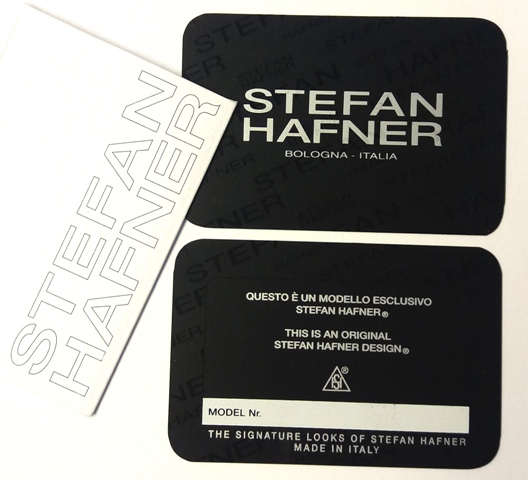 STEFAN
HAFNER
STEFAN
HAFNER
BOLOGNA - ITALIA
QUESTO È UN MODELLO ESCLUSIVO
STEFAN HAFNER®
THIS IS AN ORIGINAL
STEFAN HAFNER DESIGN®
®
MODEL Nr.
THE SIGNATURE LOOKS OF STEFAN HAFNER
MADE IN ITALY